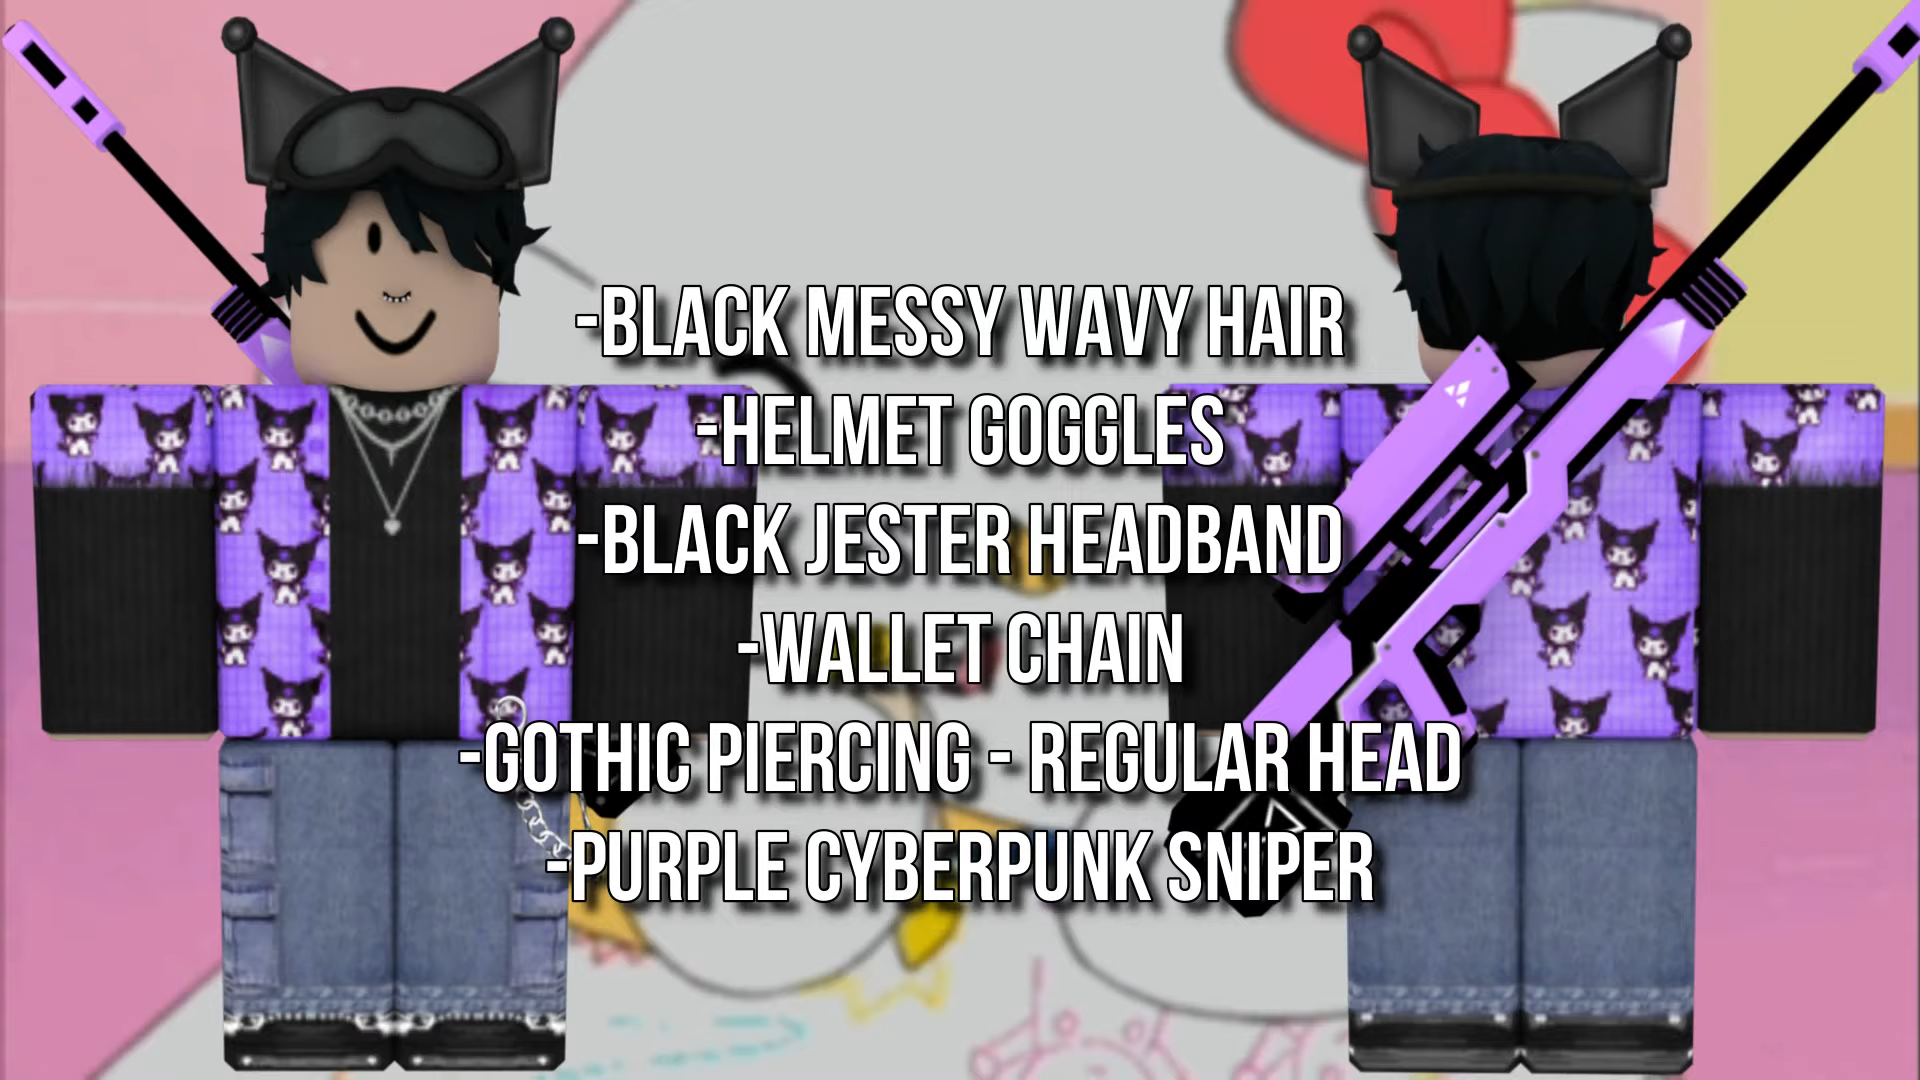 -BLACK MESSY WAVY HAIR
-HELMET GOGGLES
-BLACK JESTER HEADBAND
-WALLET CHAIN
-GOTHIC PIERCING - REGULAR HEAD
-PURPLE CYBERPUNK SNIPER